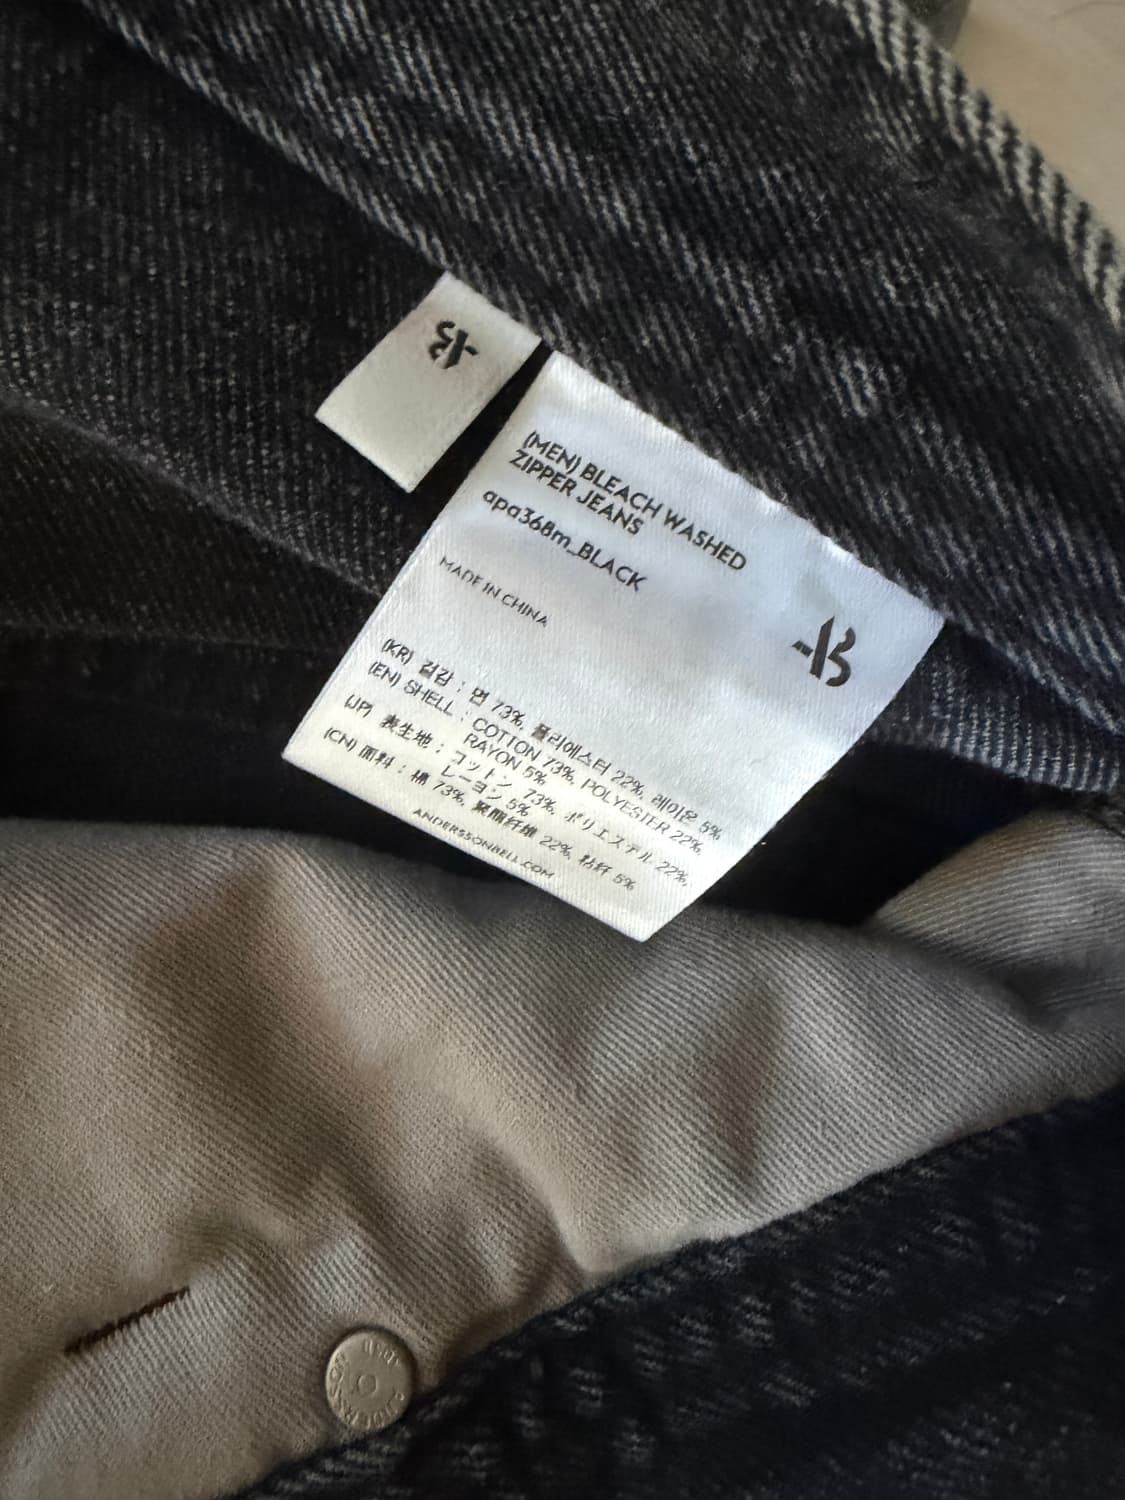 (MEN) BLEACH WASHED
ZIPPER JEANS
apa368m_BLACK
MADE IN CHINA
(KR) 겉감 : 면 73%, 폴리에스터 22%, 레이온 5%
(EN) SHELL : COTTON 73%, POLYESTER 22%,
RAYON 5%
(JP) 表生地 : コットン 73%, ポリエステル 22%,
レーヨン 5%
(CN) 面料 : 棉 73%, 聚酯纤维 22%, 粘纤 5%
ANDERSSONBELL.COM